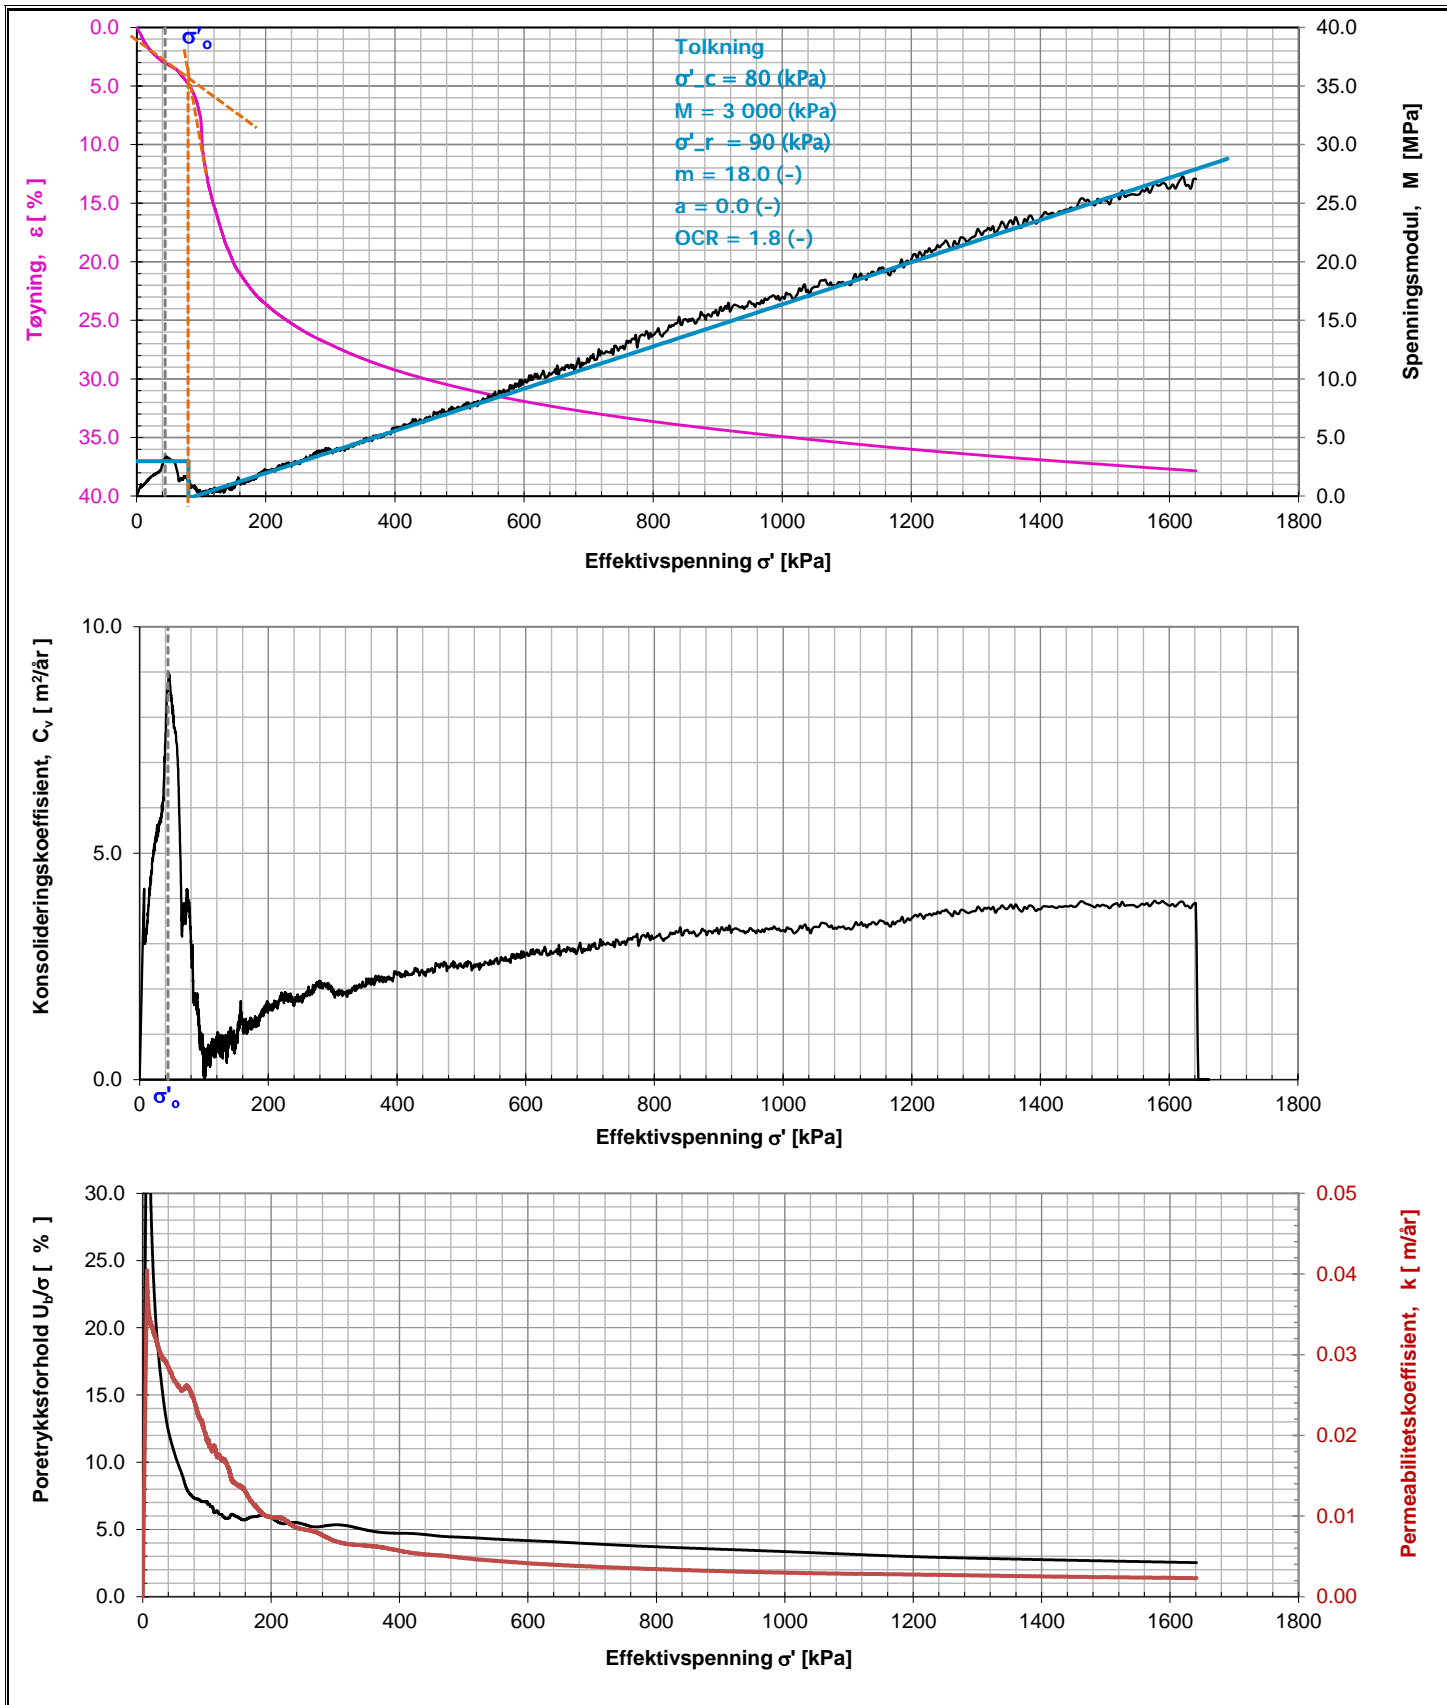 0.0
5.0
10.0
15.0
20.0
25.0
30.0
35.0
40.0
Tøyning, ε [ % ]
σ'o
Tolkning
σ'_c = 80 (kPa)
M = 3 000 (kPa)
σ'_r = 90 (kPa)
m = 18.0 (-)
a = 0.0 (-)
OCR = 1.8 (-)
40.0
35.0
30.0
25.0
20.0
15.0
10.0
5.0
0.0
Spenningsmodul, M [MPa]
0 200 400 600 800 1000 1200 1400 1600 1800
Effektivspenning σ' [kPa]
10.0
5.0
0.0
Konsolideringskoeffisient, Cv [ m²/år ]
0 200 400 600 800 1000 1200 1400 1600 1800
σ'o
Effektivspenning σ' [kPa]
30.0
25.0
20.0
15.0
10.0
5.0
0.0
Poretrykksforhold Ub/σ [ % ]
0.05
0.04
0.03
0.02
0.01
0.00
Permeabilitetskoeffisient, k [ m/år]
0 200 400 600 800 1000 1200 1400 1600 1800
Effektivspenning σ' [kPa]